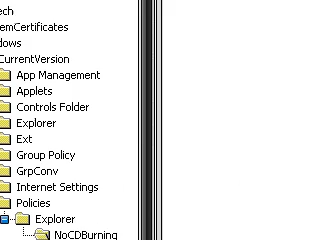 ech
emCertificates
dows
CurrentVersion
App Management
Applets
Controls Folder
Explorer
Ext
Group Policy
GrpConv
Internet Settings
Policies
Explorer
NoCDBurning